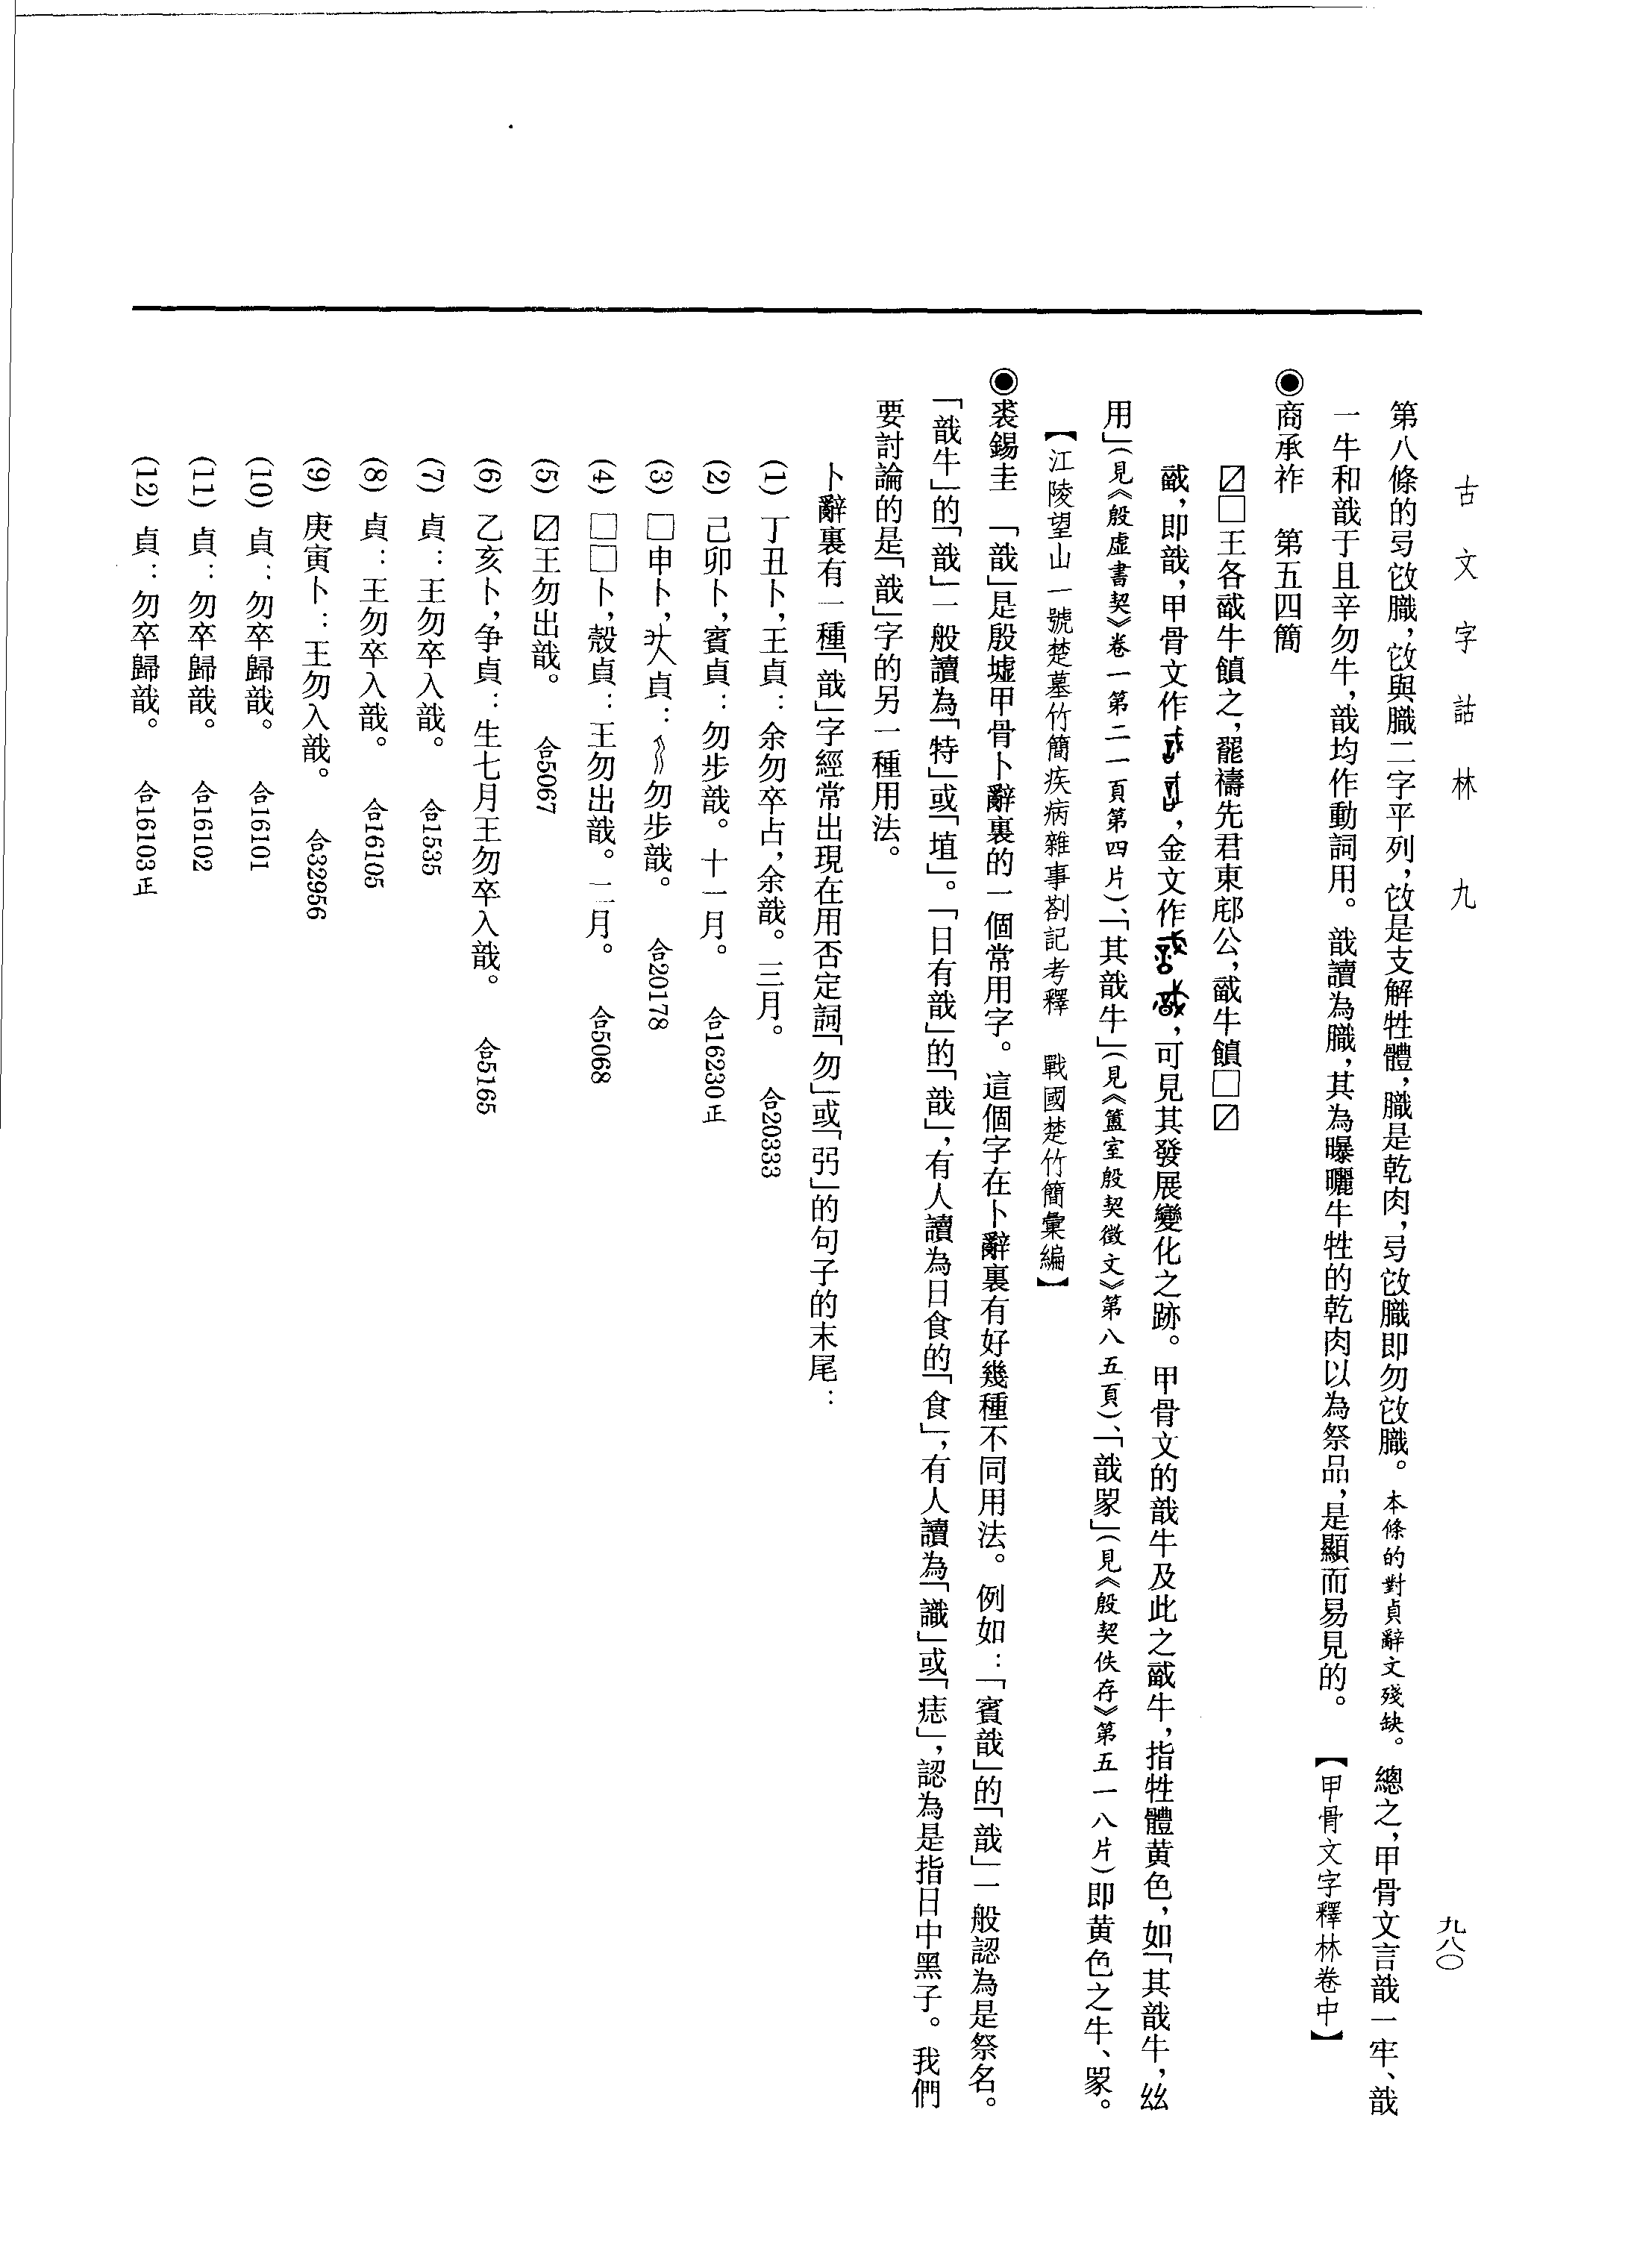 古文字詁林　九
九八〇
第八條的㝵改膱，改與膱二字平列，改是支解牲體，膱是乾肉，改膱即勿改膱。本條的對貞辭文殘缺。總之，甲骨文言戠一牢、戠
一牛和戠于且辛勿牛，戠均作動詞用。戠讀為膱，其為曝曬牛牲的乾肉以為祭品，是顯而易見的。　【甲骨文字釋林卷中】
◉商承祚　第五四簡
☑□王各牛饋之，罷禱先君東䣝公，牛饋□☑
，即戠，甲骨文作，金文作，可見其發展變化之跡。甲骨文的戠牛及此之牛，指牲體黄色，如「其戠牛，丝
用」（見《殷虛書契》卷一第二一頁第四片）、「其戠牛」（見《簠室殷契徵文》第八五頁）、「戠豕」（見《殷契佚存》第五一八片）即黄色之牛、豕。
【江陵望山一號楚墓竹簡疾病雜事劄記考釋　戰國楚竹簡彙編】
◉裘錫圭　「戠」是殷墟甲骨卜辭裏的一個常用字。這個字在卜辭裏有好幾種不同用法。例如：「賓戠」的「戠」一般認為是祭名。
「戠牛」的「戠」一般讀為「特」或「埴」。「日有戠」的「戠」，有人讀為日食的「食」，有人讀為「識」或「痣」，認為是指日中黑子。我們
要討論的是「戠」字的另一種用法。
卜辭裏有一種「戠」字經常出現在用否定詞「勿」或「弜」的句子的末尾：
(1) 丁丑卜，王貞：余勿卒占，余戠。三月。　合20333
(2) 己卯卜，賓貞：勿步戠。十一月。　合16230正
(3) □申卜，貞：勿步戠。　合20178
(4) □□卜，㱿貞：王勿出戠。二月。　合5068
(5) ☑王勿出戠。　合5067
(6) 乙亥卜，争貞：生七月王勿卒入戠。　合5165
(7) 貞：王勿卒入戠。　合1535
(8) 貞：王勿卒入戠。　合16105
(9) 庚寅卜：王勿入戠。　合32956
(10) 貞：勿卒歸戠。　合16101
(11) 貞：勿卒歸戠。　合16102
(12) 貞：勿卒歸戠。　合16103正